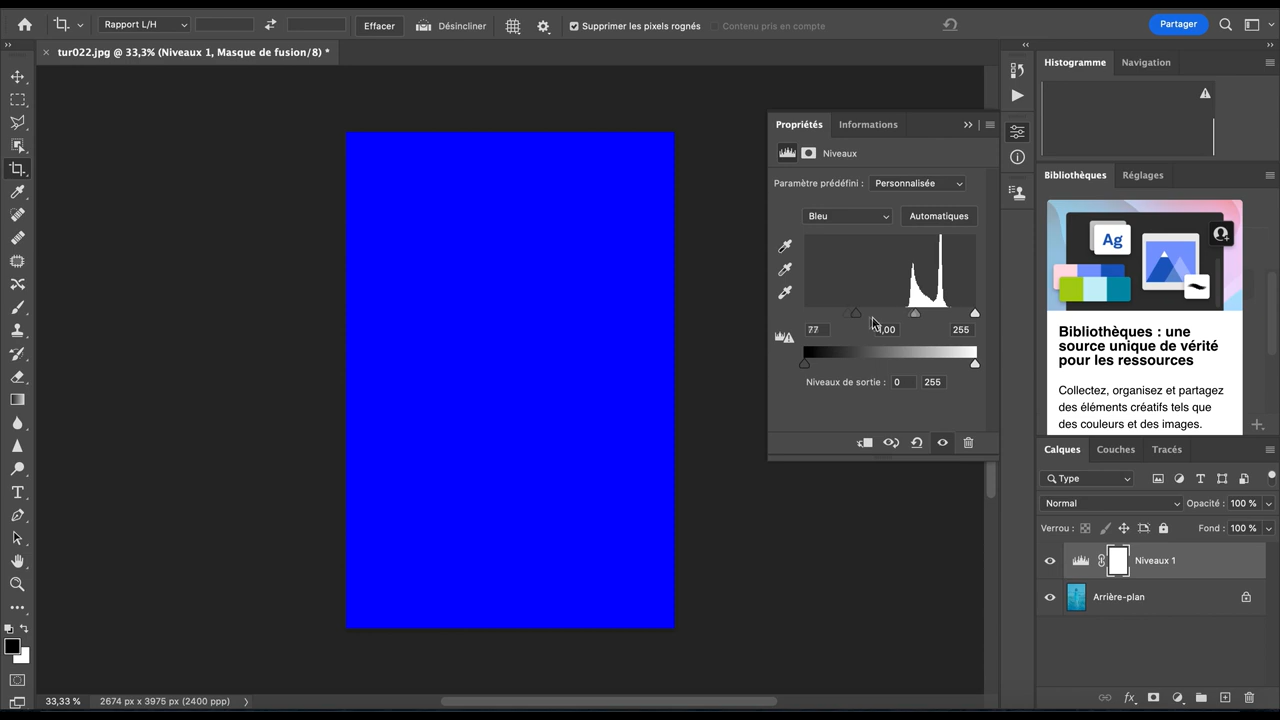 Rapport L/H
Effacer
Désincliner
Supprimer les pixels rognés
Contenu pris en compte
Partager
tur022.jpg @ 33,3% (Niveaux 1, Masque de fusion/8) *
Histogramme
Navigation
Propriétés
Informations
Niveaux
Paramètre prédéfini :
Personnalisée
Bleu
Automatiques
77
1,00
255
Niveaux de sortie :
0
255
Bibliothèques
Réglages
Ag
Bibliothèques : une
source unique de vérité
pour les ressources
Collectez, organisez et partagez
des éléments créatifs tels que
des couleurs et des images.
Calques
Couches
Tracés
Type
Normal
Opacité :
100 %
Verrou :
Fond :
100 %
Niveaux 1
Arrière-plan
33,33 %
2674 px x 3975 px (2400 ppp)